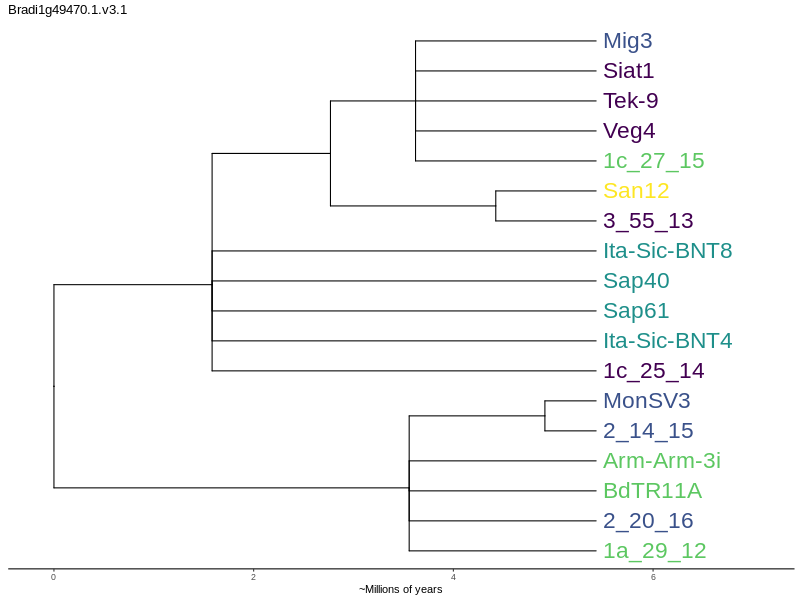 Bradi1g49470.1.v3.1
Mig3
Siat1
Tek-9
Veg4
1c_27_15
San12
3_55_13
Ita-Sic-BNT8
Sap40
Sap61
Ita-Sic-BNT4
1c_25_14
MonSV3
2_14_15
Arm-Arm-3i
BdTR11A
2_20_16
1a_29_12
0 2 4 6
~Millions of years